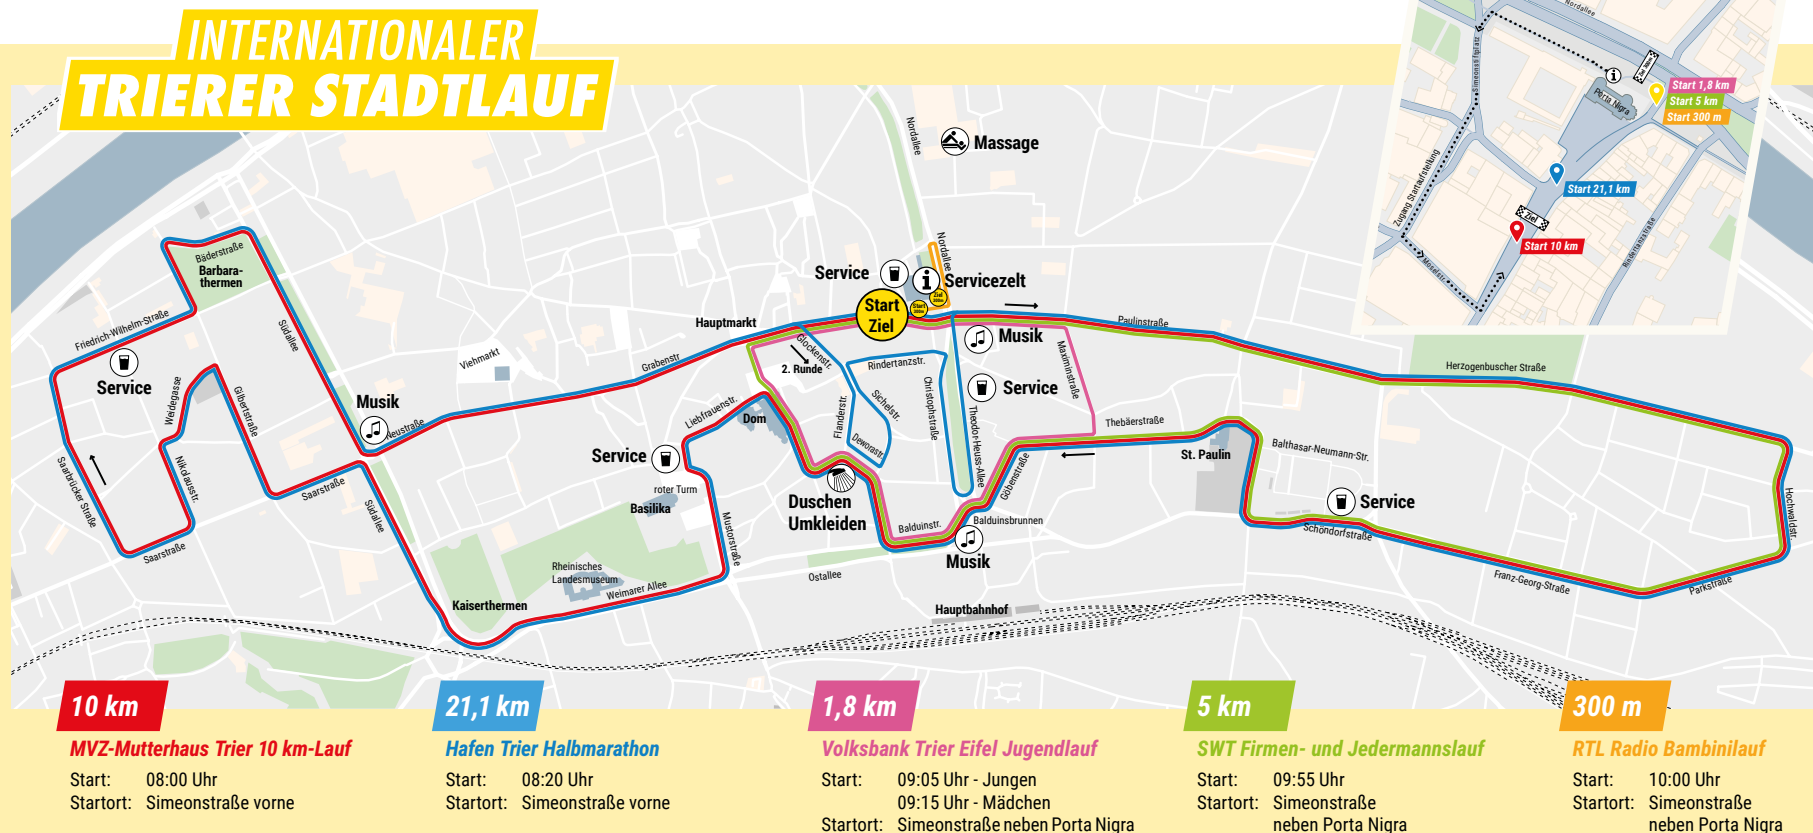 INTERNATIONALER
TRIERER STADTLAUF
Nordallee
Simeonstiftplatz
Ziel 300m
Porta Nigra
Start 1,8 km
Start 5 km
Start 300 m
Zugang Startaufstellung
Start 21,1 km
Ziel
Start 10 km
Moselstr.
Rindertanzstraße
Nordallee
Massage
Nordallee
Service
Servicezelt
Start
Ziel
Start
300m
Ziel
300m
Bäderstraße
Barbara-
thermen
Friedrich-Wilhelm-Straße
Südallee
Service
Viehmarkt
Weidegasse
Gilbertstraße
Musik
Neustraße
Grabenstr
Hauptmarkt
Glockenstr.
2. Runde
Rindertanzstr.
Musik
Maximinstraße
Paulinstraße
Herzogenbuscher Straße
Service
Liebfrauenstr.
Dom
Flanderstr.
Sichelstr.
Christophstraße
Dewora­str.
Theodor-Heuss-Allee
Thebäerstraße
St. Paulin
Balthasar-Neumann-Str.
Service
roter Turm
Basilika
Duschen
Umkleiden
Göbenstraße
Balduinstr.
Balduinsbrunnen
Musik
Service
Schöndorfstraße
Hochwaldstr.
Saarbrücker Straße
Nikolausstr.
Saarstraße
Saarstraße
Südallee
Mustorstraße
Rheinisches
Landesmuseum
Weimarer Allee
Ostallee
Kaiserthermen
Hauptbahnhof
Franz-Georg-Straße
Parkstraße
10 km
MVZ-Mutterhaus Trier 10 km-Lauf
Start: 08:00 Uhr
Startort: Simeonstraße vorne
21,1 km
Hafen Trier Halbmarathon
Start: 08:20 Uhr
Startort: Simeonstraße vorne
1,8 km
Volksbank Trier Eifel Jugendlauf
Start: 09:05 Uhr - Jungen
09:15 Uhr - Mädchen
Startort: Simeonstraße neben Porta Nigra
5 km
SWT Firmen- und Jedermannslauf
Start: 09:55 Uhr
Startort: Simeonstraße
neben Porta Nigra
300 m
RTL Radio Bambinilauf
Start: 10:00 Uhr
Startort: Simeonstraße
neben Porta Nigra